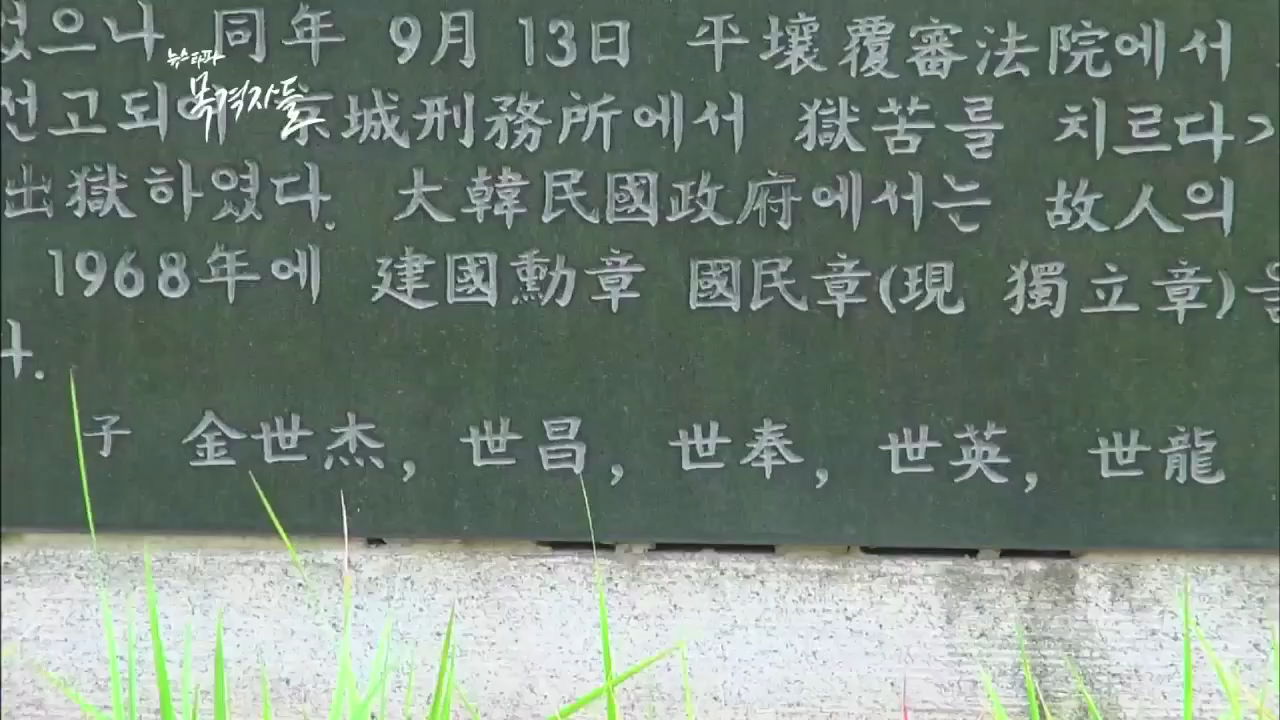 뉴스타파
목격자들
었으나 同年 9月 13日 平壤覆審法院에서
선고되어 京城刑務所에서 獄苦를 치르다가
出獄하였다. 大韓民國政府에서는 故人의
1968年에 建國勳章 國民章(現 獨立章)을
다.
子 金世杰, 世昌, 世奉, 世英, 世龍